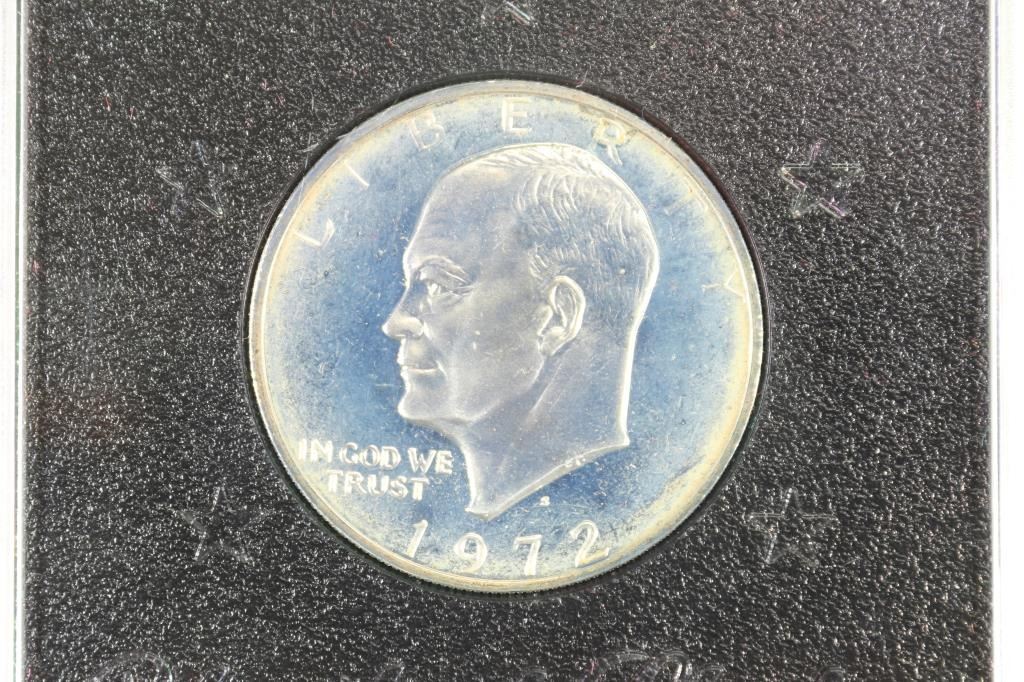 LIBERTY
IN GOD WE
TRUST
S
1972